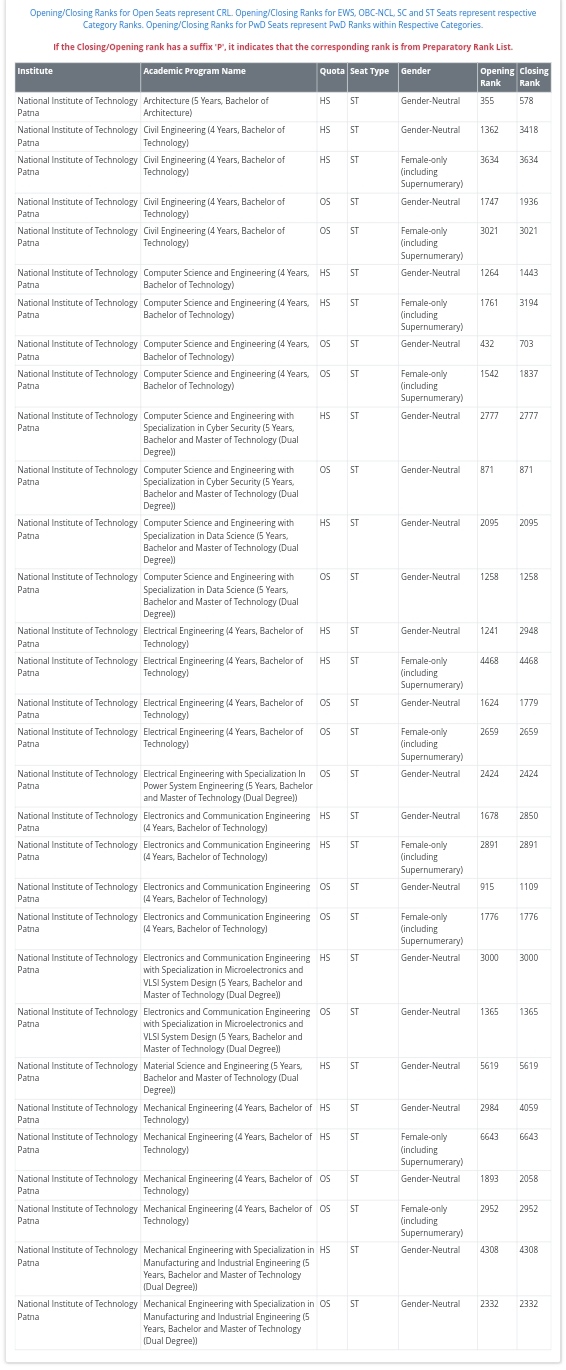 Opening/Closing Ranks for Open Seats represent CRL. Opening/Closing Ranks for EWS, OBC-NCL, SC and ST Seats represent respective
Category Ranks. Opening/Closing Ranks for PwD Seats represent PwD Ranks within Respective Categories.
If the Closing/Opening rank has a suffix 'P', it indicates that the corresponding rank is from Preparatory Rank List.
Institute Academic Program Name Quota Seat Type Gender Opening Closing
Rank Rank
National Institute of Technology Architecture (5 Years, Bachelor of HS ST Gender-Neutral 355 578
Patna Architecture)
National Institute of Technology Civil Engineering (4 Years, Bachelor of HS ST Gender-Neutral 1362 3418
Patna Technology)
National Institute of Technology Civil Engineering (4 Years, Bachelor of HS ST Female-only 3634 3634
Patna Technology) (including
Supernumerary)
National Institute of Technology Civil Engineering (4 Years, Bachelor of OS ST Gender-Neutral 1747 1936
Patna Technology)
National Institute of Technology Civil Engineering (4 Years, Bachelor of OS ST Female-only 3021 3021
Patna Technology) (including
Supernumerary)
National Institute of Technology Computer Science and Engineering (4 Years, HS ST Gender-Neutral 1264 1443
Patna Bachelor of Technology)
National Institute of Technology Computer Science and Engineering (4 Years, HS ST Female-only 1761 3194
Patna Bachelor of Technology) (including
Supernumerary)
National Institute of Technology Computer Science and Engineering (4 Years, OS ST Gender-Neutral 432 703
Patna Bachelor of Technology)
National Institute of Technology Computer Science and Engineering (4 Years, OS ST Female-only 1542 1837
Patna Bachelor of Technology) (including
Supernumerary)
National Institute of Technology Computer Science and Engineering with HS ST Gender-Neutral 2777 2777
Patna Specialization in Cyber Security (5 Years,
Bachelor and Master of Technology (Dual
Degree))
National Institute of Technology Computer Science and Engineering with OS ST Gender-Neutral 871 871
Patna Specialization in Cyber Security (5 Years,
Bachelor and Master of Technology (Dual
Degree))
National Institute of Technology Computer Science and Engineering with HS ST Gender-Neutral 2095 2095
Patna Specialization in Data Science (5 Years,
Bachelor and Master of Technology (Dual
Degree))
National Institute of Technology Computer Science and Engineering with OS ST Gender-Neutral 1258 1258
Patna Specialization in Data Science (5 Years,
Bachelor and Master of Technology (Dual
Degree))
National Institute of Technology Electrical Engineering (4 Years, Bachelor of HS ST Gender-Neutral 1241 2948
Patna Technology)
National Institute of Technology Electrical Engineering (4 Years, Bachelor of HS ST Female-only 4468 4468
Patna Technology) (including
Supernumerary)
National Institute of Technology Electrical Engineering (4 Years, Bachelor of OS ST Gender-Neutral 1624 1779
Patna Technology)
National Institute of Technology Electrical Engineering (4 Years, Bachelor of OS ST Female-only 2659 2659
Patna Technology) (including
Supernumerary)
National Institute of Technology Electrical Engineering with Specialization In OS ST Gender-Neutral 2424 2424
Patna Power System Engineering (5 Years, Bachelor
and Master of Technology (Dual Degree))
National Institute of Technology Electronics and Communication Engineering HS ST Gender-Neutral 1678 2850
Patna (4 Years, Bachelor of Technology)
National Institute of Technology Electronics and Communication Engineering HS ST Female-only 2891 2891
Patna (4 Years, Bachelor of Technology) (including
Supernumerary)
National Institute of Technology Electronics and Communication Engineering OS ST Gender-Neutral 915 1109
Patna (4 Years, Bachelor of Technology)
National Institute of Technology Electronics and Communication Engineering OS ST Female-only 1776 1776
Patna (4 Years, Bachelor of Technology) (including
Supernumerary)
National Institute of Technology Electronics and Communication Engineering HS ST Gender-Neutral 3000 3000
Patna with Specialization in Microelectronics and
VLSI System Design (5 Years, Bachelor and
Master of Technology (Dual Degree))
National Institute of Technology Electronics and Communication Engineering OS ST Gender-Neutral 1365 1365
Patna with Specialization in Microelectronics and
VLSI System Design (5 Years, Bachelor and
Master of Technology (Dual Degree))
National Institute of Technology Material Science and Engineering (5 Years, HS ST Gender-Neutral 5619 5619
Patna Bachelor and Master of Technology (Dual
Degree))
National Institute of Technology Mechanical Engineering (4 Years, Bachelor of HS ST Gender-Neutral 2984 4059
Patna Technology)
National Institute of Technology Mechanical Engineering (4 Years, Bachelor of HS ST Female-only 6643 6643
Patna Technology) (including
Supernumerary)
National Institute of Technology Mechanical Engineering (4 Years, Bachelor of OS ST Gender-Neutral 1893 2058
Patna Technology)
National Institute of Technology Mechanical Engineering (4 Years, Bachelor of OS ST Female-only 2952 2952
Patna Technology) (including
Supernumerary)
National Institute of Technology Mechanical Engineering with Specialization in HS ST Gender-Neutral 4308 4308
Patna Manufacturing and Industrial Engineering (5
Years, Bachelor and Master of Technology
(Dual Degree))
National Institute of Technology Mechanical Engineering with Specialization in OS ST Gender-Neutral 2332 2332
Patna Manufacturing and Industrial Engineering (5
Years, Bachelor and Master of Technology
(Dual Degree))